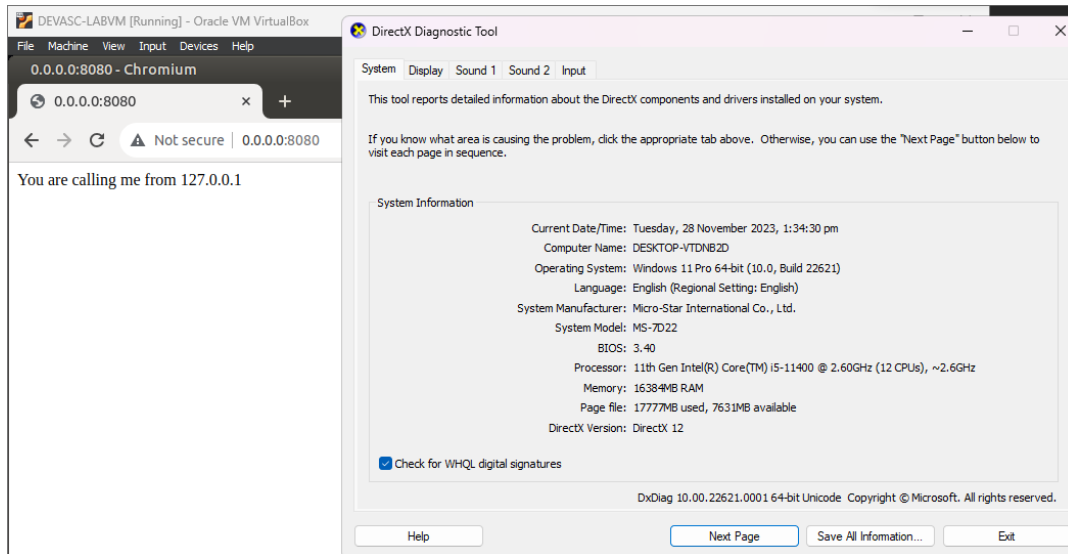 DEVASC-LABVM [Running] - Oracle VM VirtualBox
File Machine View Input Devices Help
0.0.0.0:8080 - Chromium
0.0.0.0:8080
Not secure | 0.0.0.0:8080
You are calling me from 127.0.0.1
DirectX Diagnostic Tool
System Display Sound 1 Sound 2 Input
This tool reports detailed information about the DirectX components and drivers installed on your system.
If you know what area is causing the problem, click the appropriate tab above. Otherwise, you can use the "Next Page" button below to
visit each page in sequence.
System Information
Current Date/Time: Tuesday, 28 November 2023, 1:34:30 pm
Computer Name: DESKTOP-VTDNB2D
Operating System: Windows 11 Pro 64-bit (10.0, Build 22621)
Language: English (Regional Setting: English)
System Manufacturer: Micro-Star International Co., Ltd.
System Model: MS-7D22
BIOS: 3.40
Processor: 11th Gen Intel(R) Core(TM) i5-11400 @ 2.60GHz (12 CPUs), ~2.6GHz
Memory: 16384MB RAM
Page file: 17777MB used, 7631MB available
DirectX Version: DirectX 12
Check for WHQL digital signatures
DxDiag 10.00.22621.0001 64-bit Unicode Copyright © Microsoft. All rights reserved.
Help Next Page Save All Information... Exit